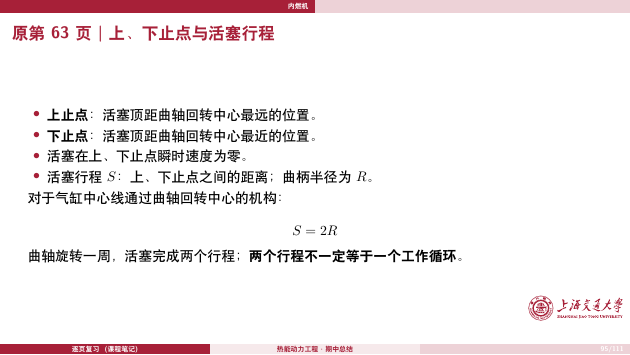 内燃机
原第 63 页 | 上、下止点与活塞行程
• 上止点：活塞顶距曲轴回转中心最远的位置。
• 下止点：活塞顶距曲轴回转中心最近的位置。
• 活塞在上、下止点瞬时速度为零。
• 活塞行程 S：上、下止点之间的距离；曲柄半径为 R。
对于气缸中心线通过曲轴回转中心的机构：
S = 2R
曲轴旋转一周，活塞完成两个行程；两个行程不一定等于一个工作循环。
上海交通大学
SHANGHAI JIAO TONG UNIVERSITY
逐页复习（课程笔记）
热能动力工程 · 期中总结
95/111